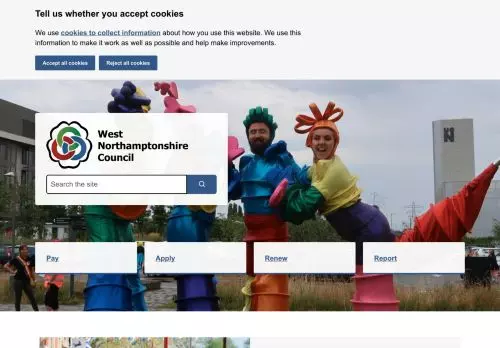 Tell us whether you accept cookies
We use cookies to collect information about how you use this website. We use this
information to make it work as well as possible and help make improvements.
Accept all cookies
Reject all cookies
West
Northamptonshire
Council
Search the site
Pay
Apply
Renew
Report